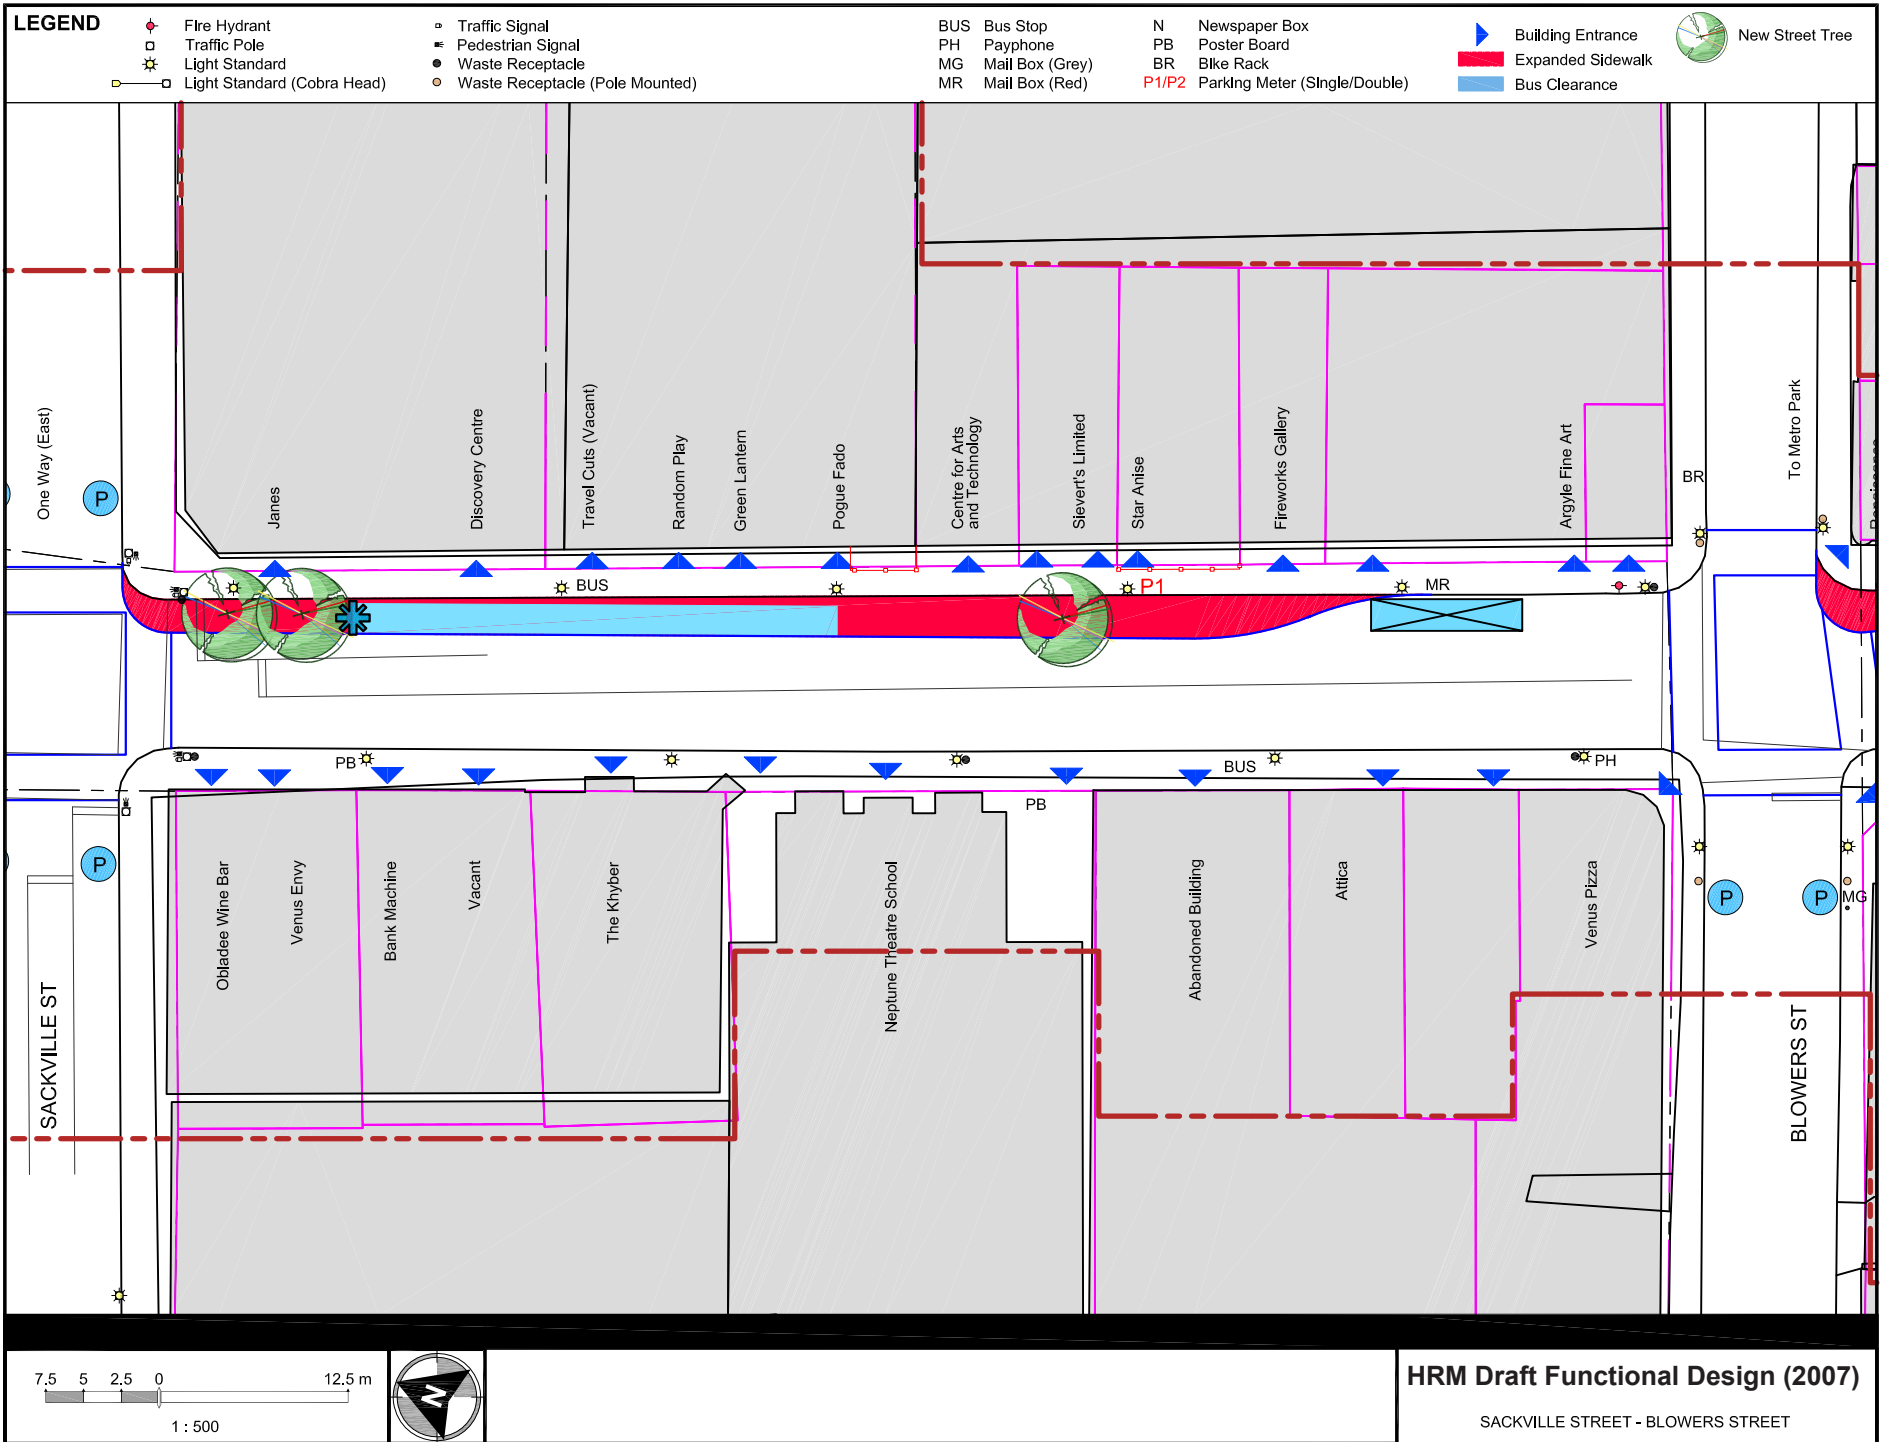 LEGEND
Fire Hydrant
Traffic Pole
Light Standard
Light Standard (Cobra Head)
Traffic Signal
Pedestrian Signal
Waste Receptacle
Waste Receptacle (Pole Mounted)
BUS Bus Stop
PH Payphone
MG Mail Box (Grey)
MR Mail Box (Red)
N Newspaper Box
PB Poster Board
BR Bike Rack
P1/P2 Parking Meter (Single/Double)
Building Entrance
Expanded Sidewalk
Bus Clearance
New Street Tree
One Way (East)
P
Janes
Discovery Centre
Travel Cuts (Vacant)
Random Play
Green Lantern
Pogue Fado
Centre for Arts
and Technology
Sievert's Limited
Star Anise
Fireworks Gallery
Argyle Fine Art
BR
To Metro Park
BUS
P1
MR
PB
BUS
PH
PB
P
Obladee Wine Bar
Venus Envy
Bank Machine
Vacant
The Khyber
Neptune Theatre School
Abandoned Building
Attica
Venus Pizza
P
P
MG
SACKVILLE ST
BLOWERS ST
7.5 5 2.5 0 12.5 m
1 : 500
N
HRM Draft Functional Design (2007)
SACKVILLE STREET - BLOWERS STREET